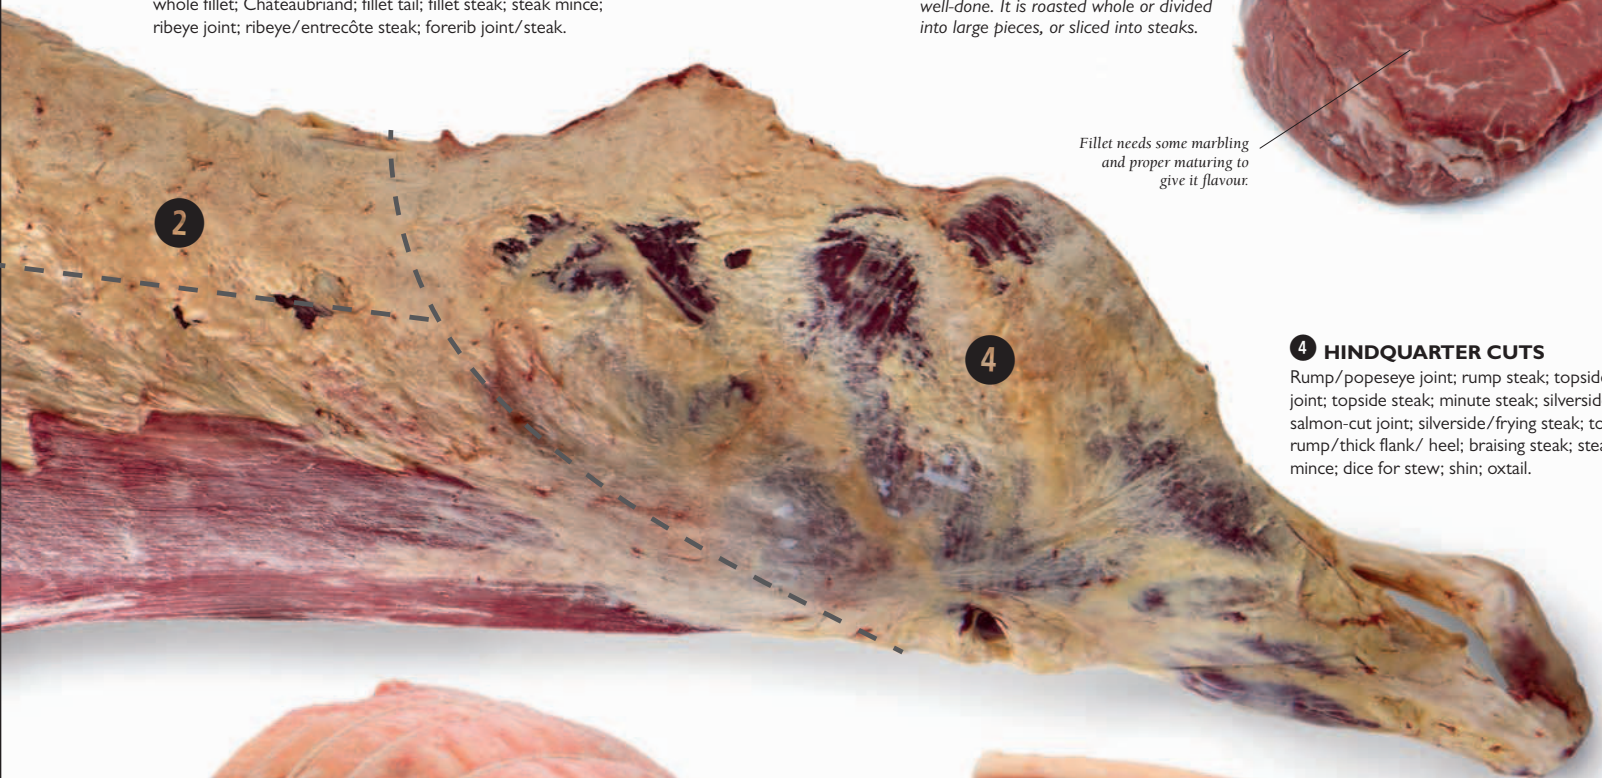 whole fillet; Chateaubriand; fillet tail; fillet steak; steak mince;
ribeye joint; ribeye/entrecôte steak; forerib joint/steak.
well-done. It is roasted whole or divided
into large pieces, or sliced into steaks.
Fillet needs some marbling
and proper maturing to
give it flavour.
2
4
4 HINDQUARTER CUTS
Rump/popeseye joint; rump steak; topside
joint; topside steak; minute steak; silverside
salmon-cut joint; silverside/frying steak;
rump/thick flank/ heel; braising steak;
mince; dice for stew; shin; oxtail.